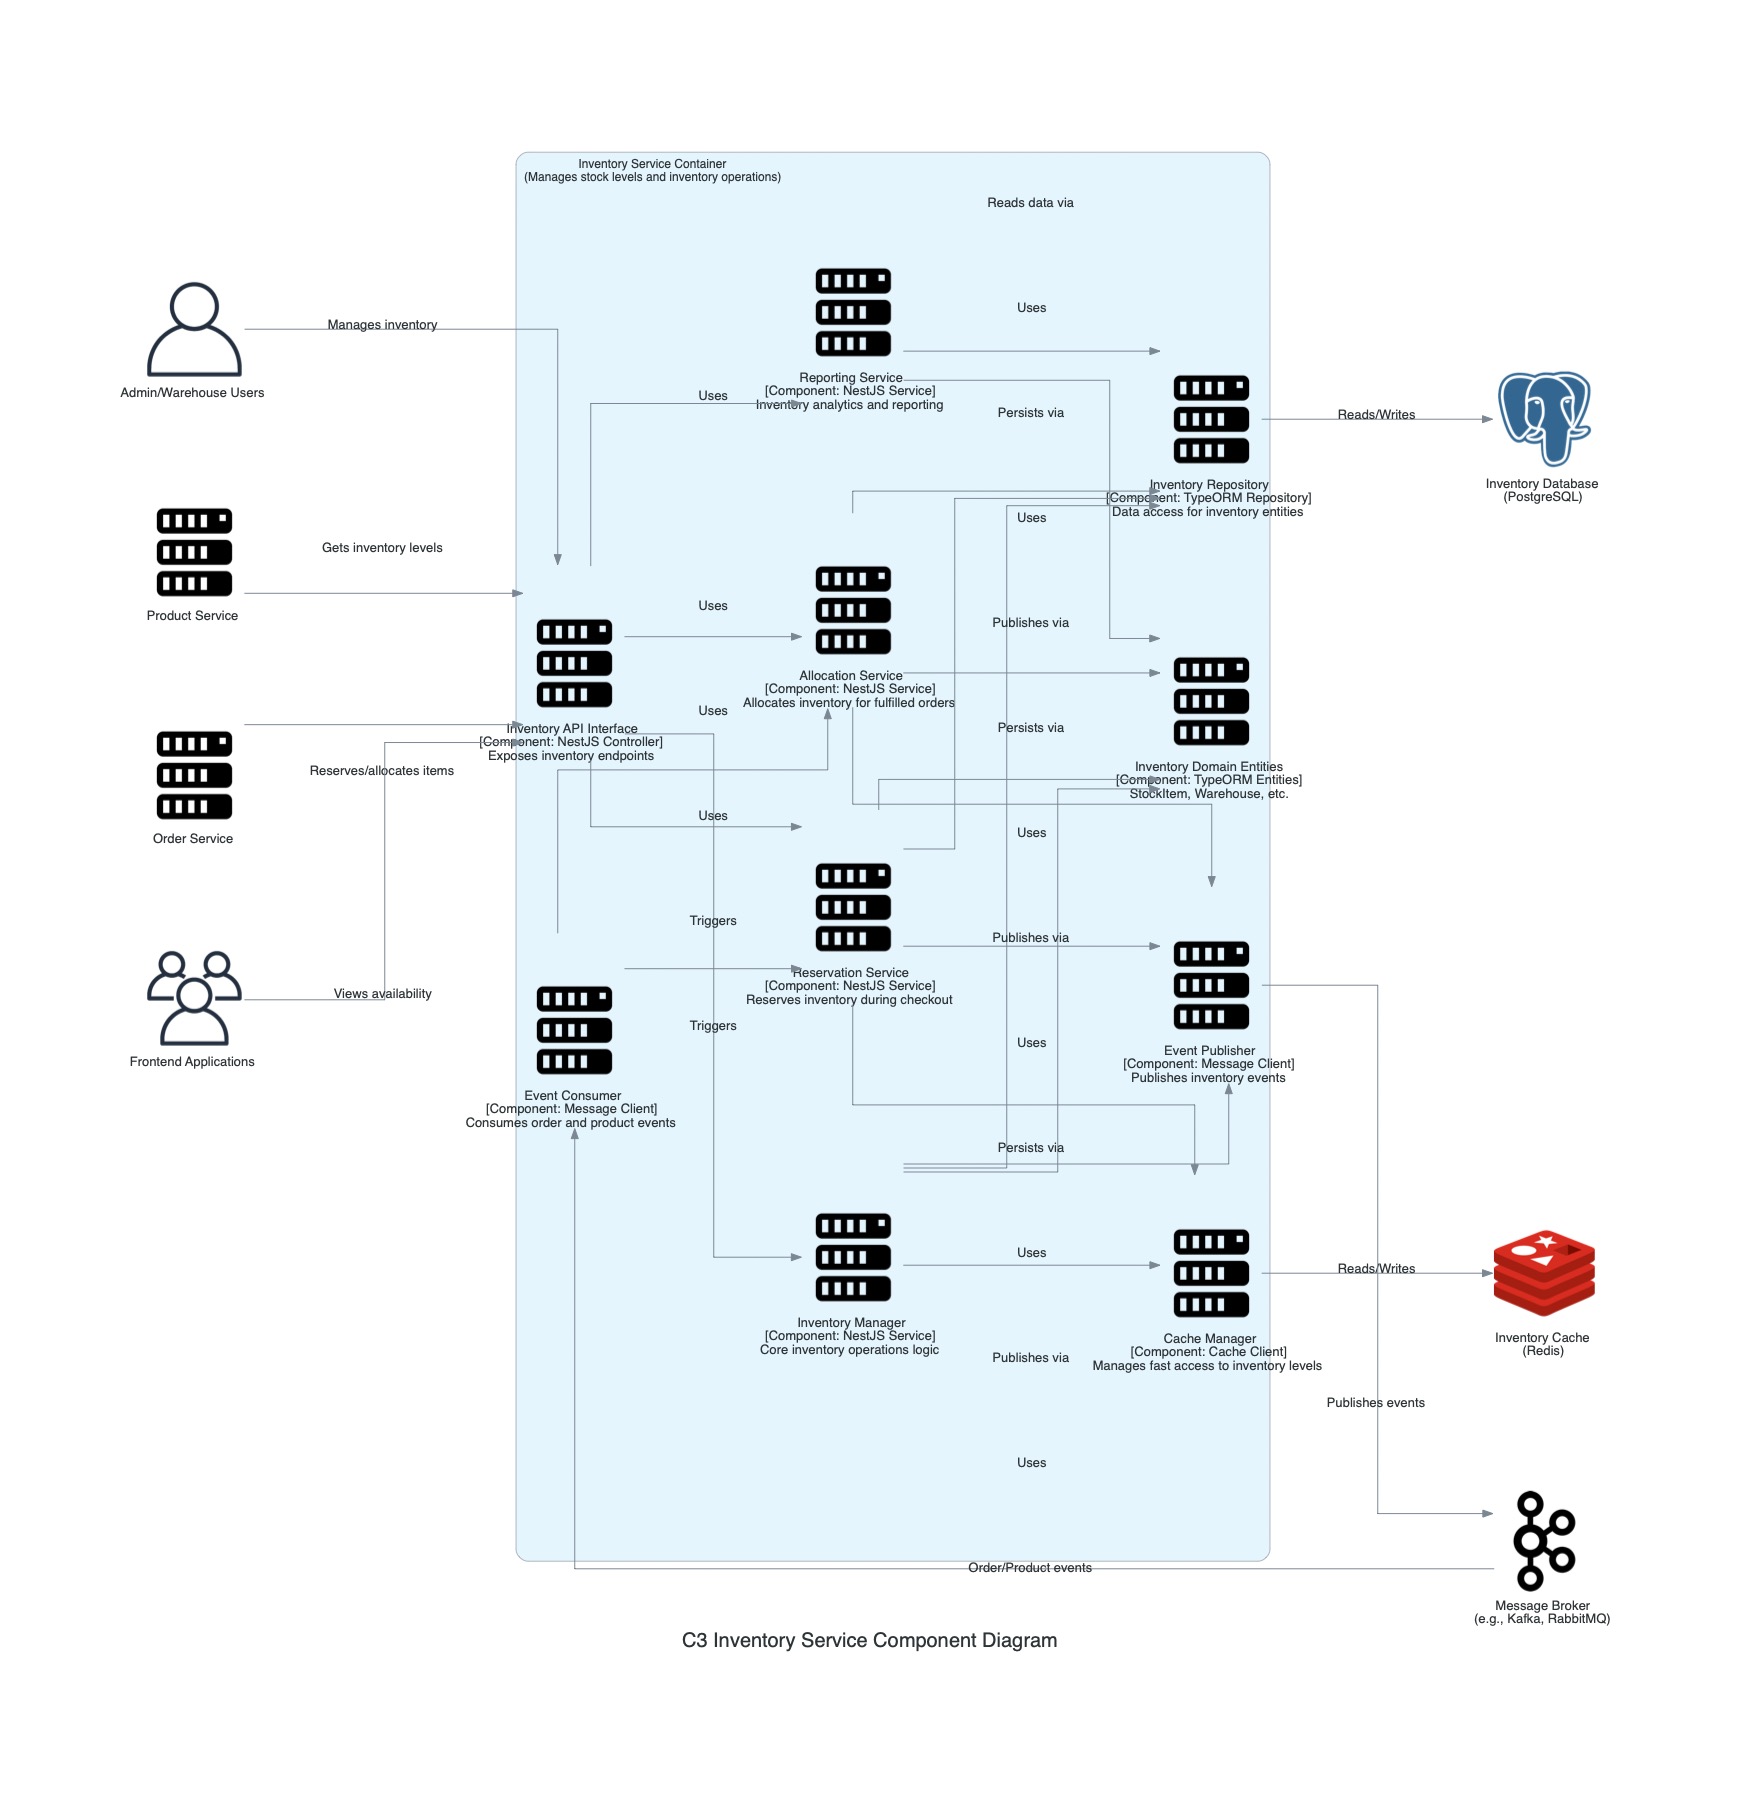 Inventory Service Container
(Manages stock levels and inventory operations)
Reads data via
Uses
Manages inventory
Admin/Warehouse Users
Reporting Service
[Component: NestJS Service]
Inventory analytics and reporting
Uses
Persists via
Reads/Writes
Inventory Repository
[Component: TypeORM Repository]
Data access for inventory entities
Inventory Database
(PostgreSQL)
Uses
Gets inventory levels
Product Service
Uses
Publishes via
Allocation Service
[Component: NestJS Service]
Allocates inventory for fulfilled orders
Uses
Persists via
Inventory API Interface
[Component: NestJS Controller]
Exposes inventory endpoints
Reserves/allocates items
Order Service
Inventory Domain Entities
[Component: TypeORM Entities]
StockItem, Warehouse, etc.
Uses
Uses
Triggers
Publishes via
Reservation Service
[Component: NestJS Service]
Reserves inventory during checkout
Views availability
Frontend Applications
Triggers
Uses
Event Publisher
[Component: Message Client]
Publishes inventory events
Event Consumer
[Component: Message Client]
Consumes order and product events
Persists via
Uses
Reads/Writes
Inventory Manager
[Component: NestJS Service]
Core inventory operations logic
Cache Manager
[Component: Cache Client]
Manages fast access to inventory levels
Inventory Cache
(Redis)
Publishes via
Publishes events
Uses
Order/Product events
Message Broker
(e.g., Kafka, RabbitMQ)
C3 Inventory Service Component Diagram